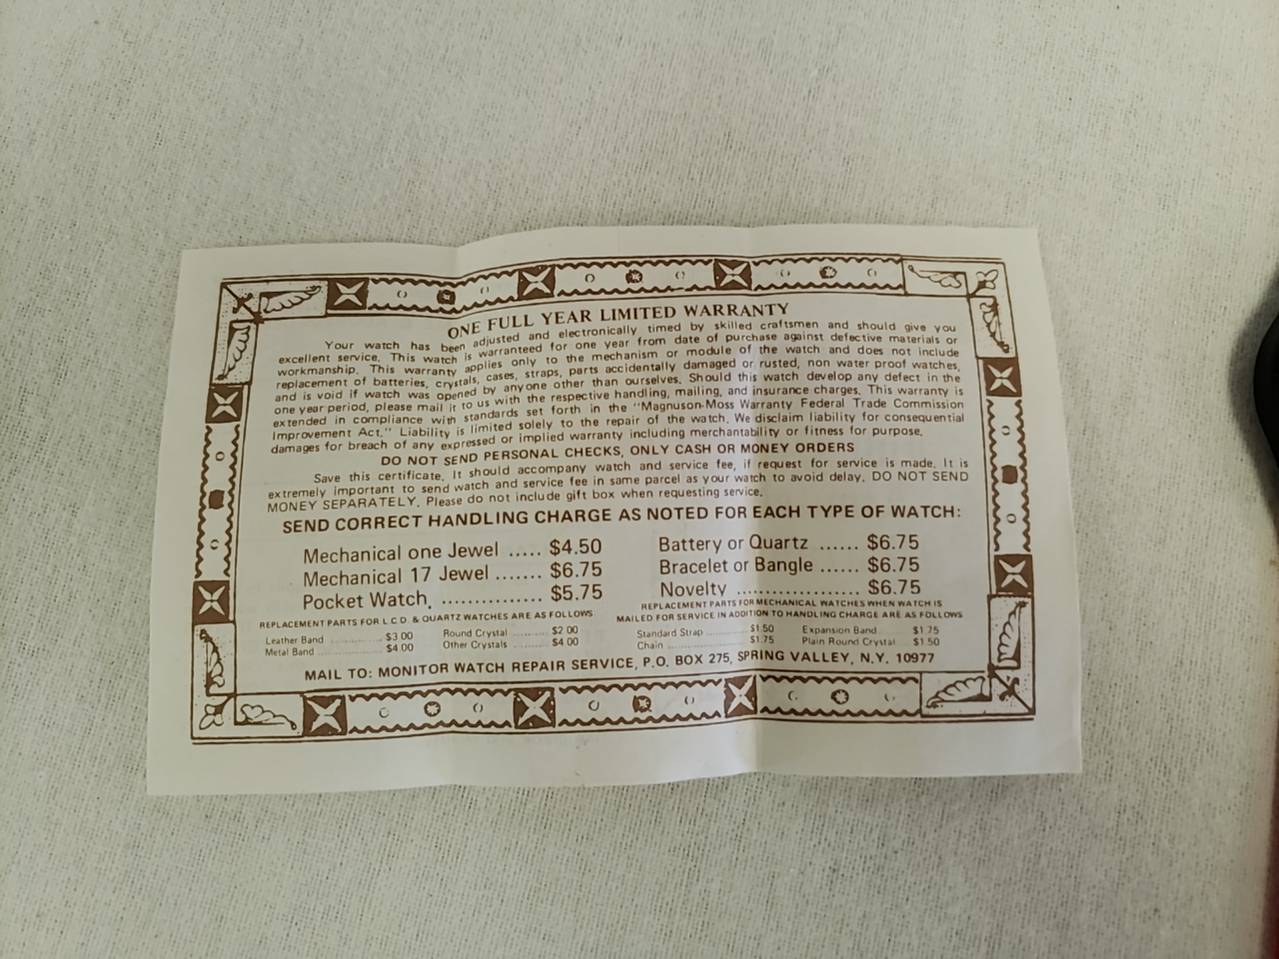 ONE FULL YEAR LIMITED WARRANTY
Your watch has been adjusted and electronically timed by skilled craftsmen and should give you
excellent service. This watch is warranteed for one year from date of purchase against defective materials or
workmanship. This warranty applies only to the mechanism or module of the watch and does not include
replacement of batteries, crystals, cases, straps, parts accidentally damaged or rusted, non water proof watches,
and is void if watch was opened by anyone other than ourselves. Should this watch develop any defect in the
one year period, please mail it to us with the respective handling, mailing, and insurance charges. This warranty is
extended in compliance with standards set forth in the "Magnuson-Moss Warranty Federal Trade Commission
Improvement Act." Liability is limited solely to the repair of the watch. We disclaim liability for consequential
damages for breach of any expressed or implied warranty including merchantability or fitness for purpose.
DO NOT SEND PERSONAL CHECKS, ONLY CASH OR MONEY ORDERS
Save this certificate. It should accompany watch and service fee, if request for service is made. It is
extremely important to send watch and service fee in same parcel as your watch to avoid delay. DO NOT SEND
MONEY SEPARATELY. Please do not include gift box when requesting service.
SEND CORRECT HANDLING CHARGE AS NOTED FOR EACH TYPE OF WATCH:
Mechanical one Jewel ..... $4.50
Mechanical 17 Jewel ....... $6.75
Pocket Watch. ............... $5.75
Battery or Quartz ...... $6.75
Bracelet or Bangle ...... $6.75
Novelty .................. $6.75
REPLACEMENT PARTS FOR L.C.D. & QUARTZ WATCHES ARE AS FOLLOWS
Leather Band ............... $3.00
Metal Band ................. $4.00
Round Crystal ........... $2.00
Other Crystals ........... $4.00
REPLACEMENT PARTS FOR MECHANICAL WATCHES WHEN WATCH IS
MAILED FOR SERVICE IN ADDITION TO HANDLING CHARGE ARE AS FOLLOWS
Standard Strap ............ $1.50
Chain ........................ $1.75
Expansion Band ......... $1.75
Plain Round Crystal .... $1.50
MAIL TO: MONITOR WATCH REPAIR SERVICE, P.O. BOX 275, SPRING VALLEY, N.Y. 10977